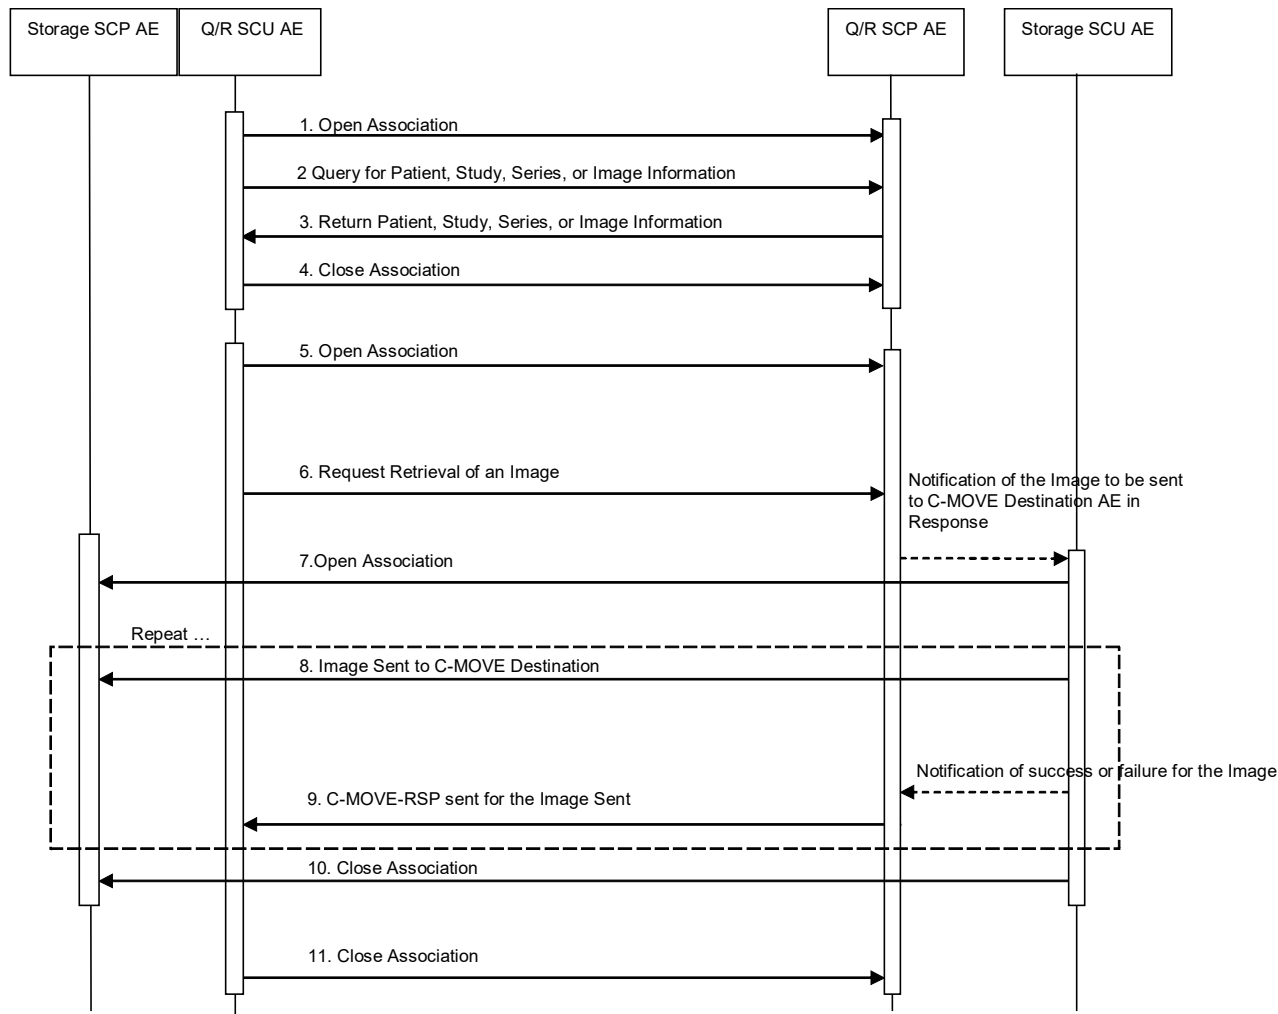 Storage SCP AE
Q/R SCU AE
Q/R SCP AE
Storage SCU AE
1. Open Association
2 Query for Patient, Study, Series, or Image Information
3. Return Patient, Study, Series, or Image Information
4. Close Association
5. Open Association
6. Request Retrieval of an Image
Notification of the Image to be sent
to C-MOVE Destination AE in
Response
7.Open Association
Repeat …
8. Image Sent to C-MOVE Destination
Notification of success or failure for the Image
9. C-MOVE-RSP sent for the Image Sent
10. Close Association
11. Close Association